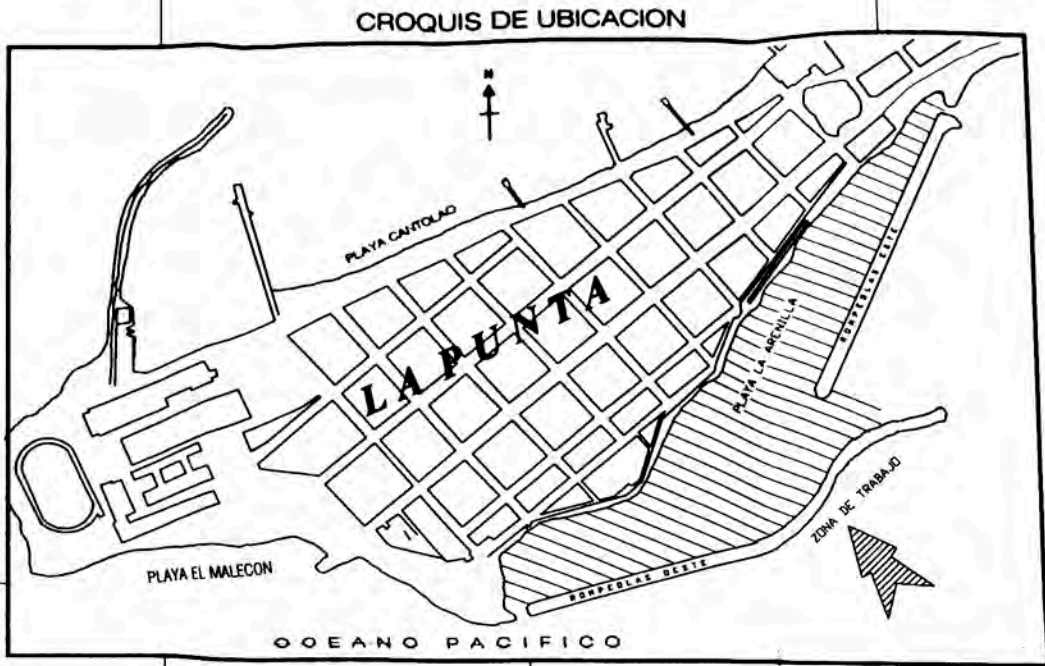 CROQUIS DE UBICACION
N
PLAYA CANTOLAO
LA PUNTA
ROMPEOLAS ESTE
PLAYA LA ARENILLA
ZONA DE TRABAJO
PLAYA EL MALECON
ROMPEOLAS OESTE
OOEANO PACIFICO